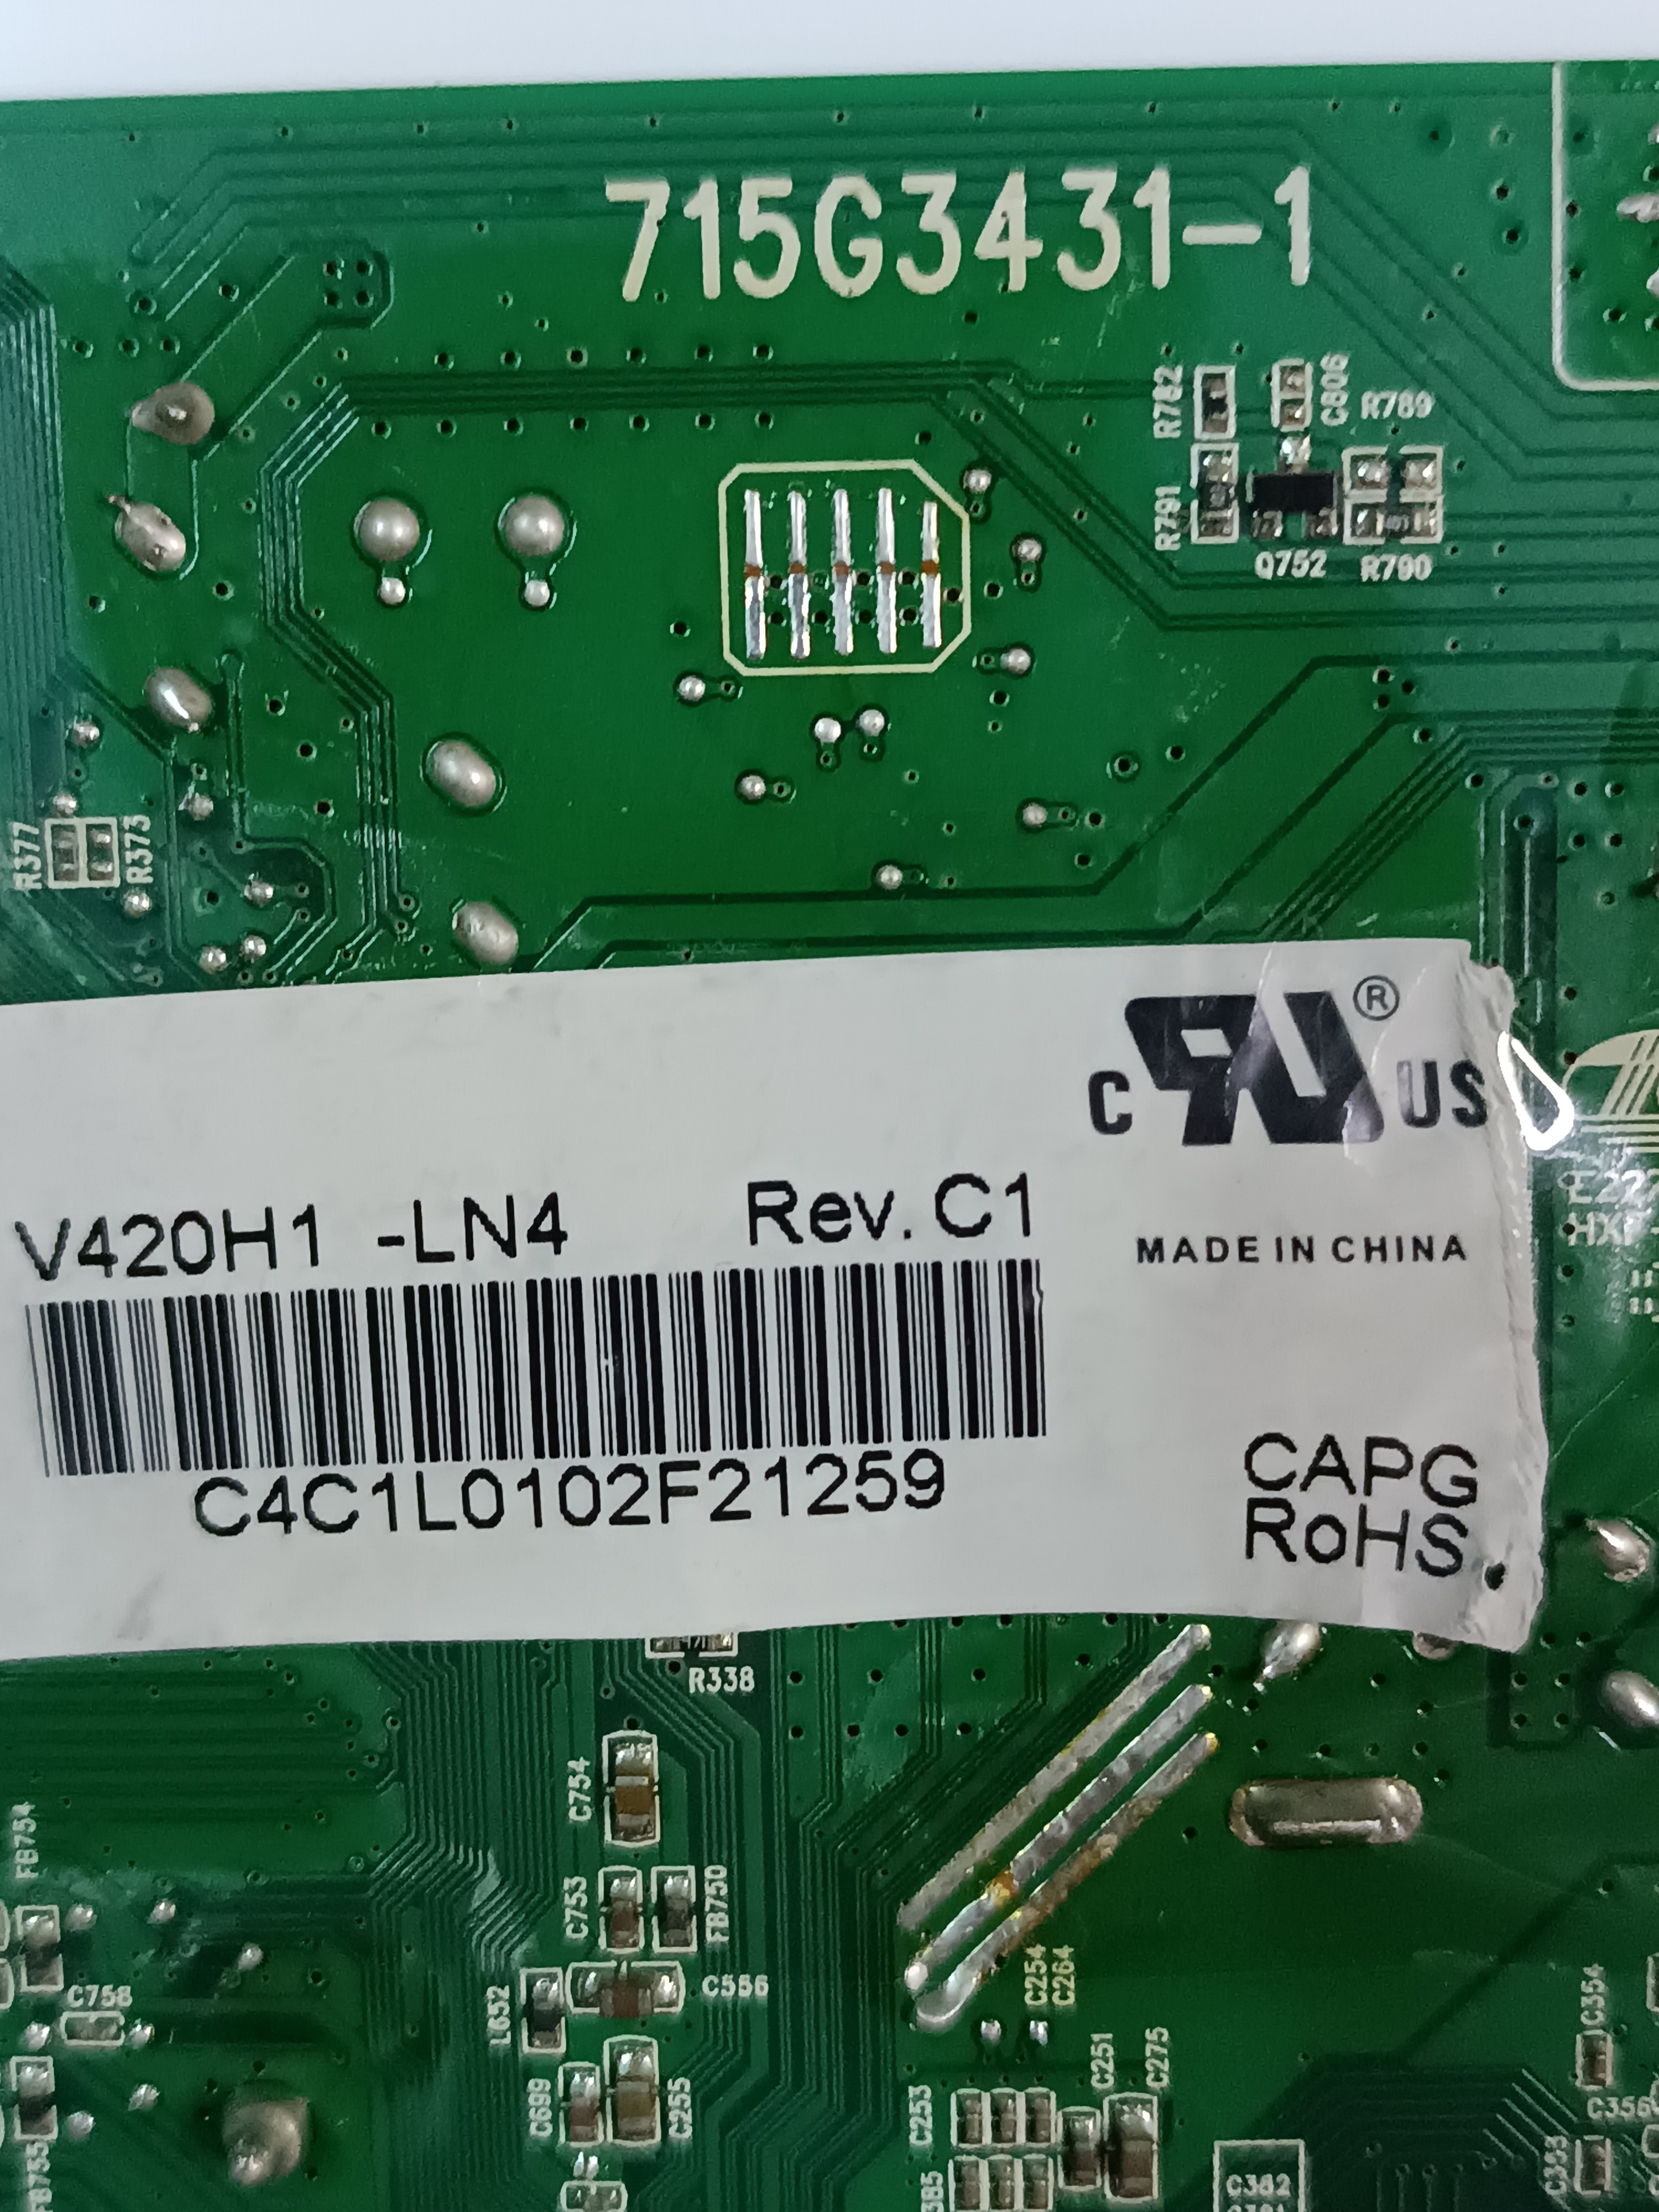 715G3431-1
R782
C806
R789
R791
Q752
R790
R377
R373
®
C
US
V420H1 -LN4 Rev. C1
MADE IN CHINA
C4C1L0102F21259
CAPG
RoHS.
R338
C754
FB754
C753
FB750
C758
L652
C556
C254
C264
C354
C699
C255
C251
C275
C253
C356
FB755
C353
C382